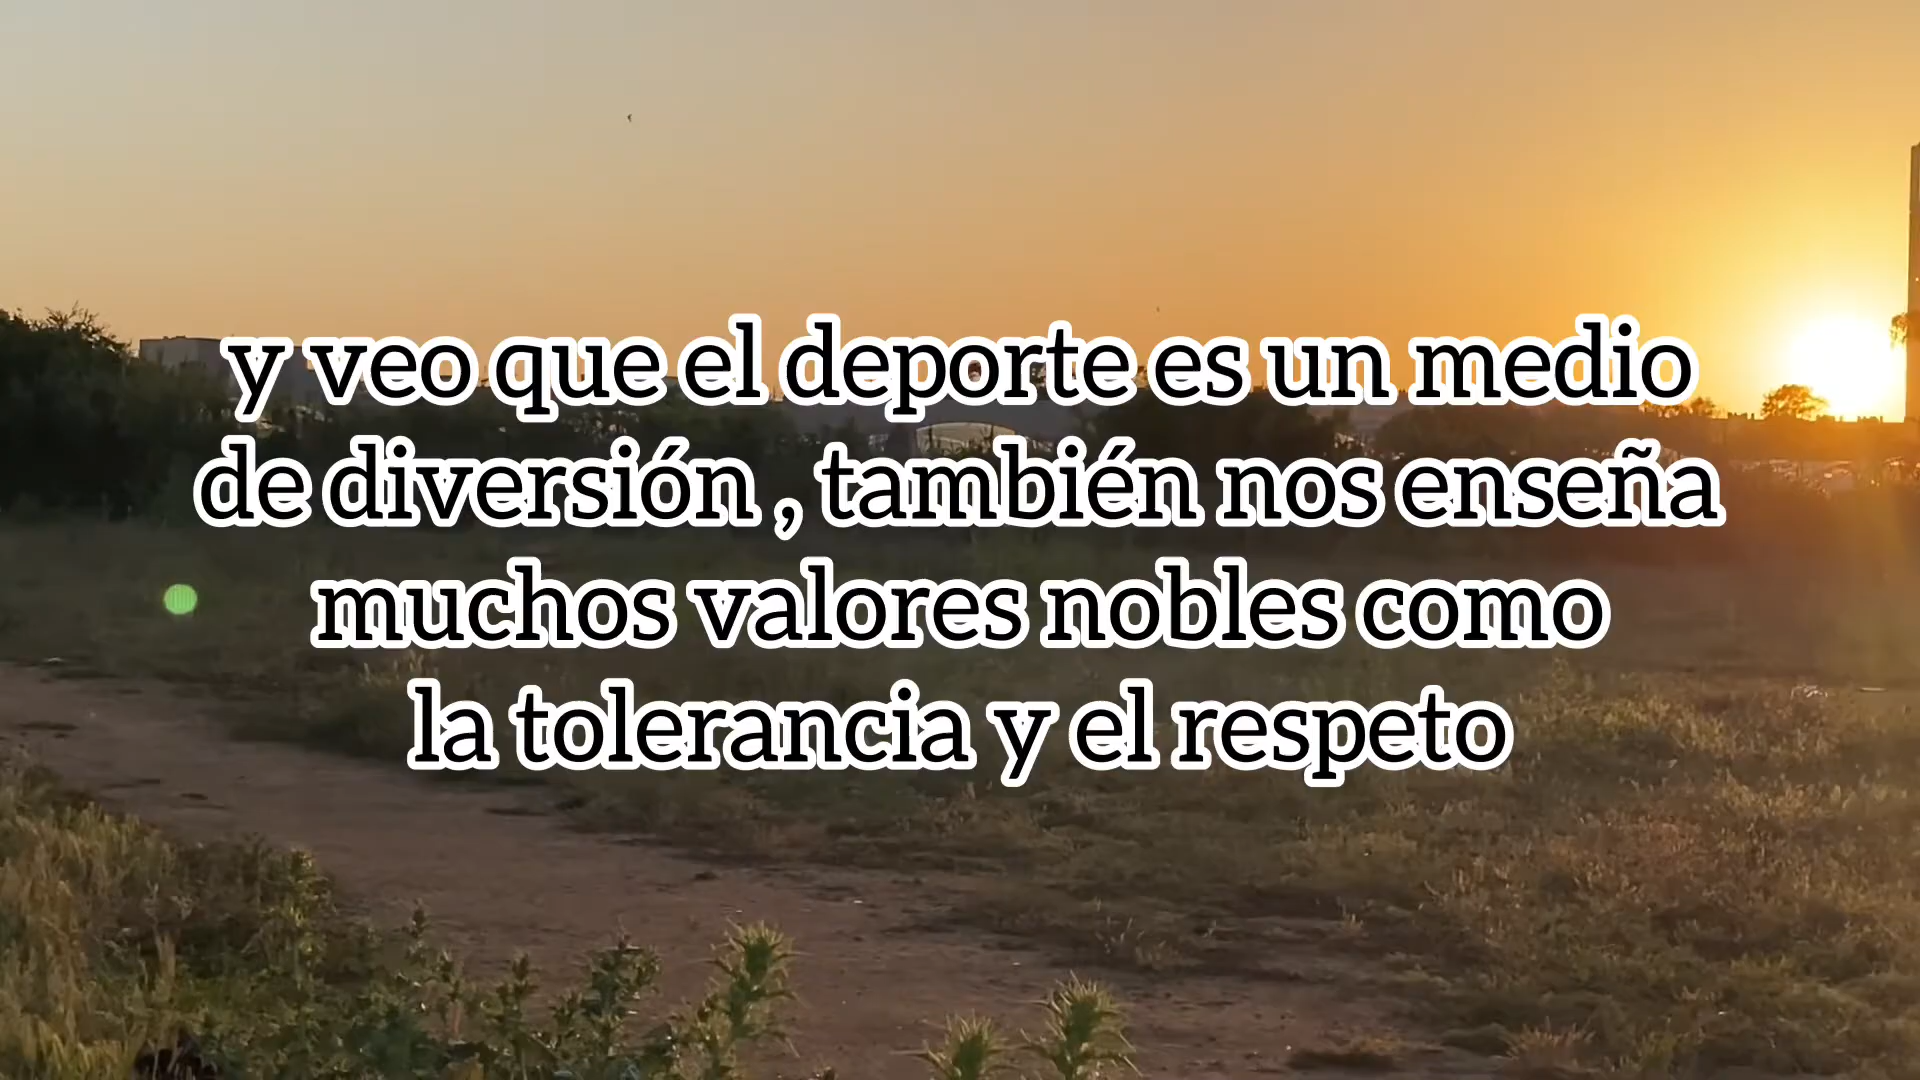 y veo que el deporte es un medio
de diversión , también nos enseña
muchos valores nobles como
la tolerancia y el respeto